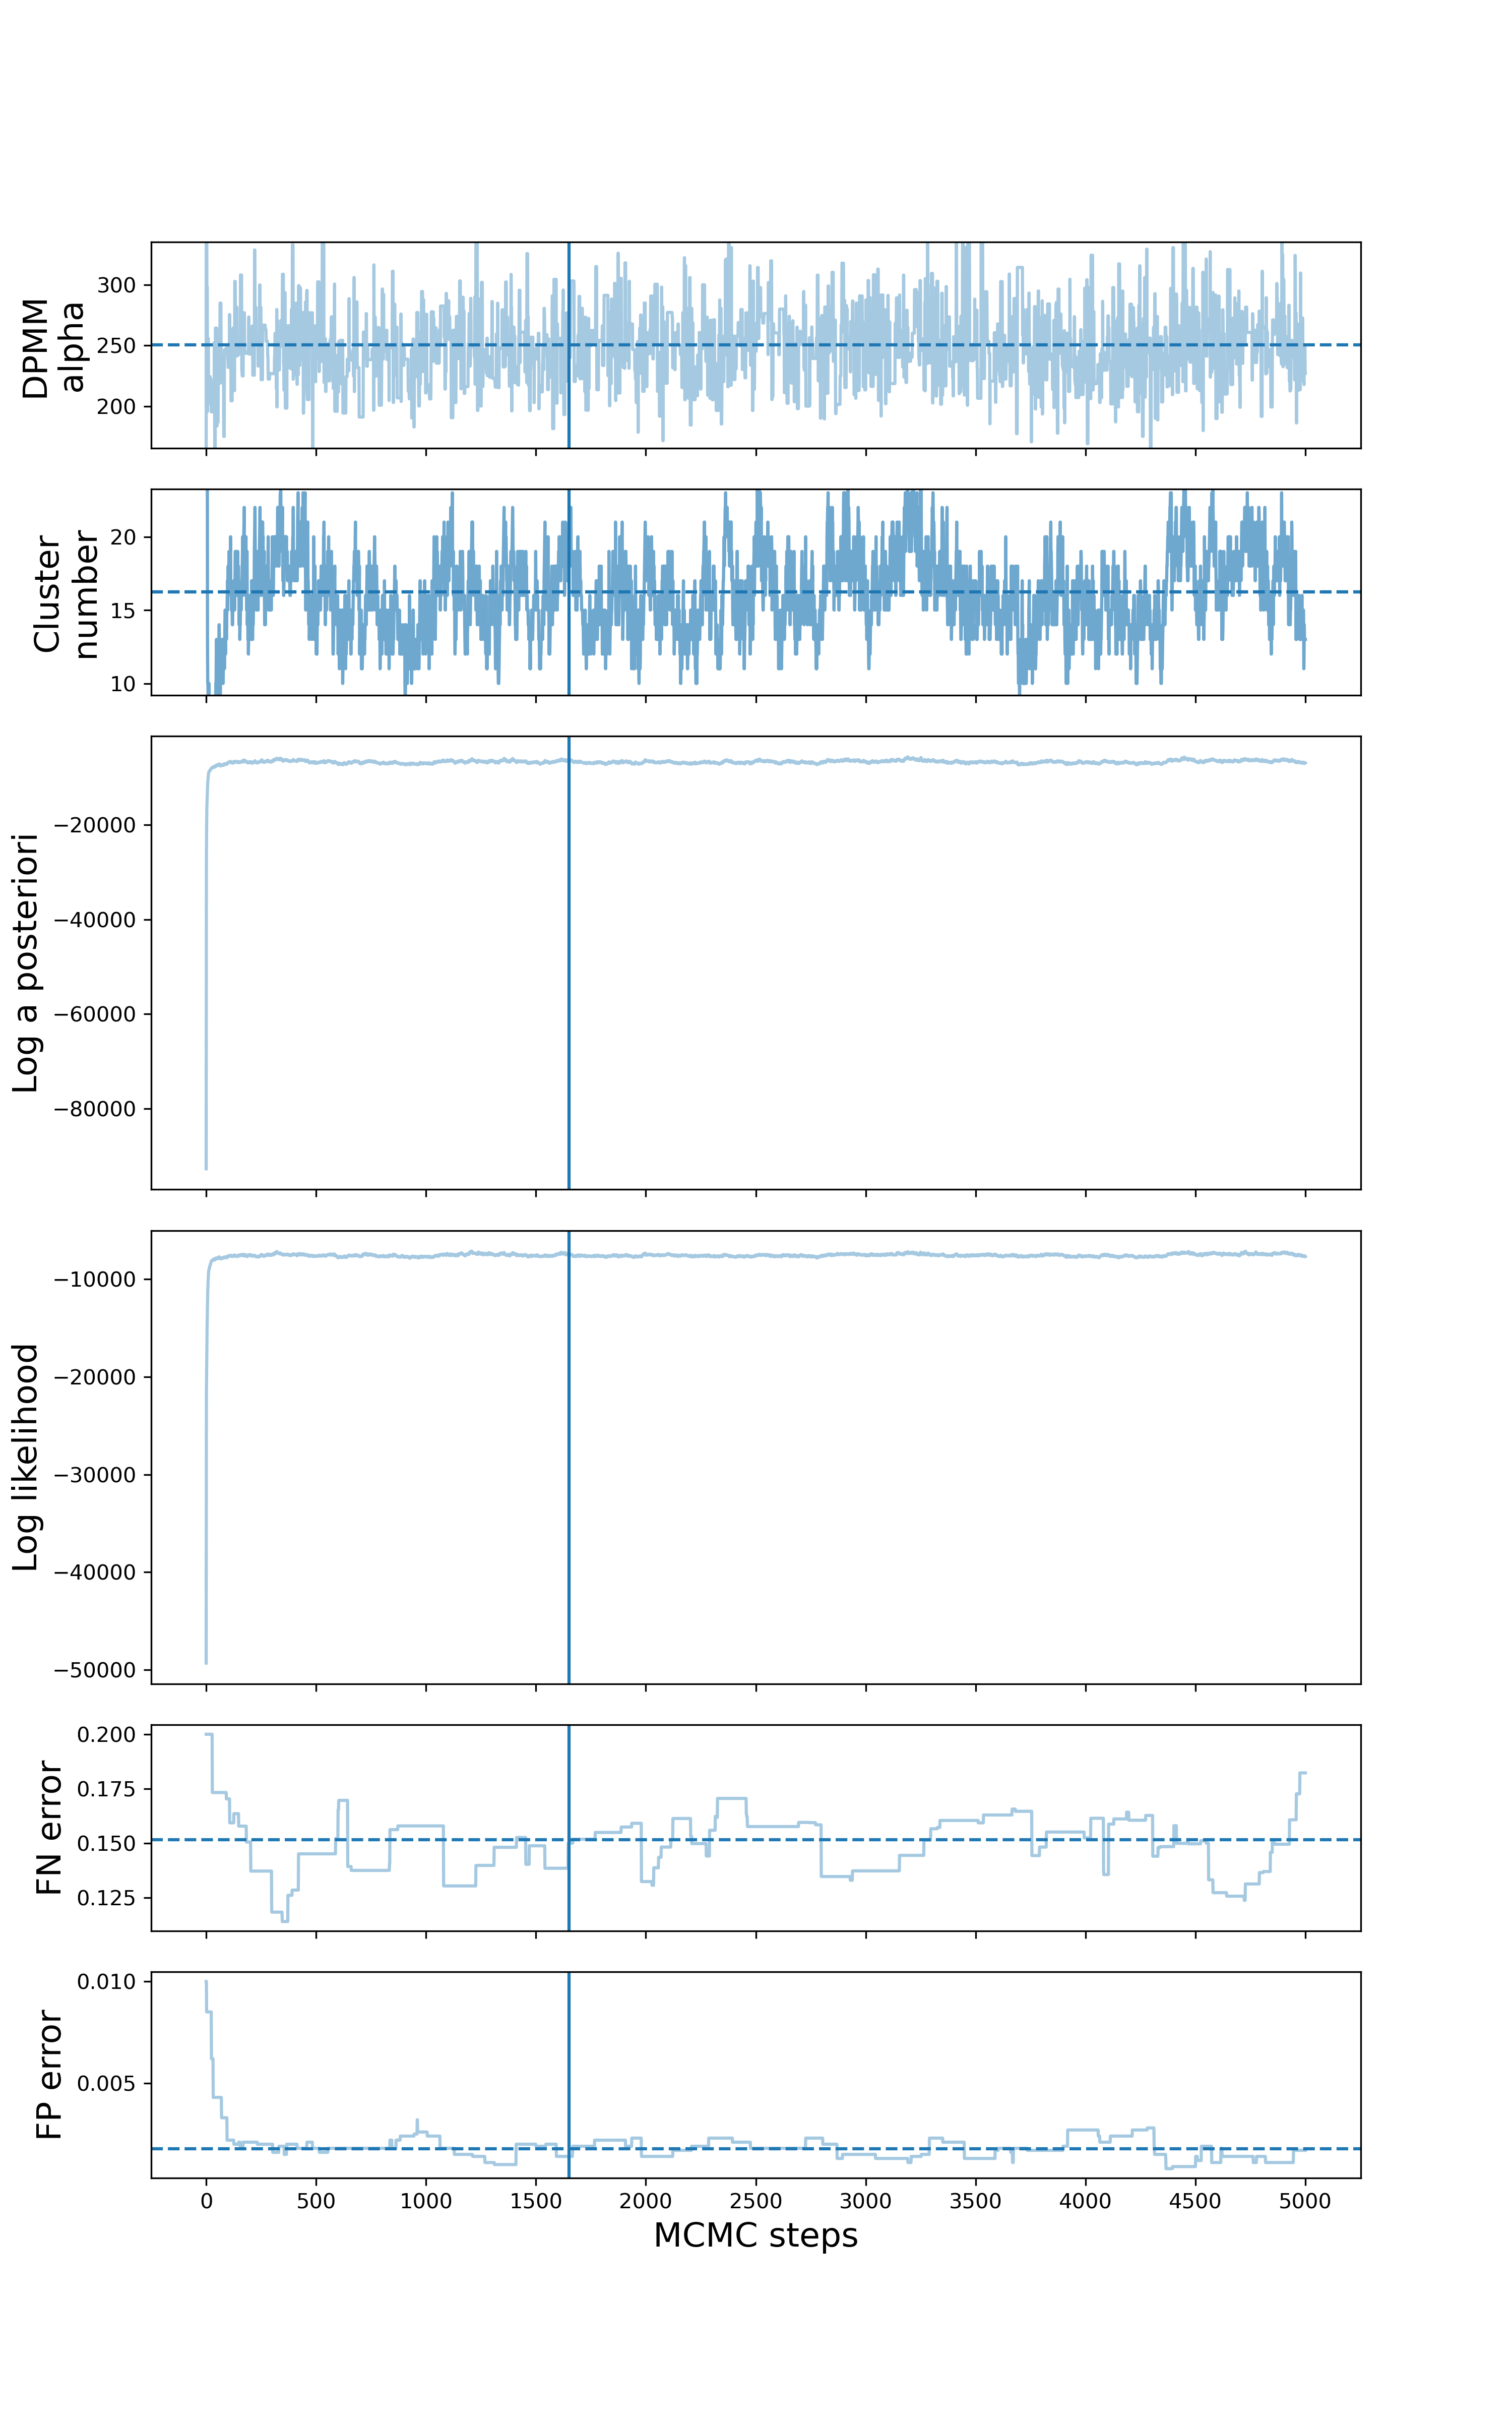 DPMM
alpha
300
250
200
Cluster
number
20
15
10
Log a posteriori
−20000
−40000
−60000
−80000
Log likelihood
−10000
−20000
−30000
−40000
−50000
FN error
0.200
0.175
0.150
0.125
FP error
0.010
0.005
0 500 1000 1500 2000 2500 3000 3500 4000 4500 5000
MCMC steps